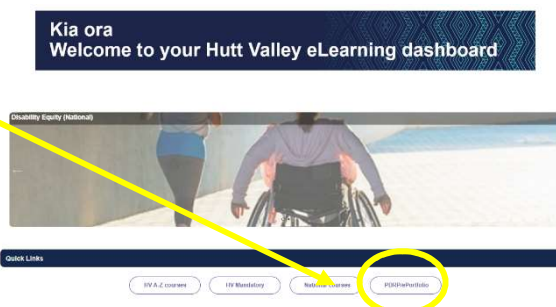 Kia ora
Welcome to your Hutt Valley eLearning dashboard
Disability Equity (National)
Quick Links
HV A-Z courses
HV Mandatory
National courses
PDRP/ePortfolio